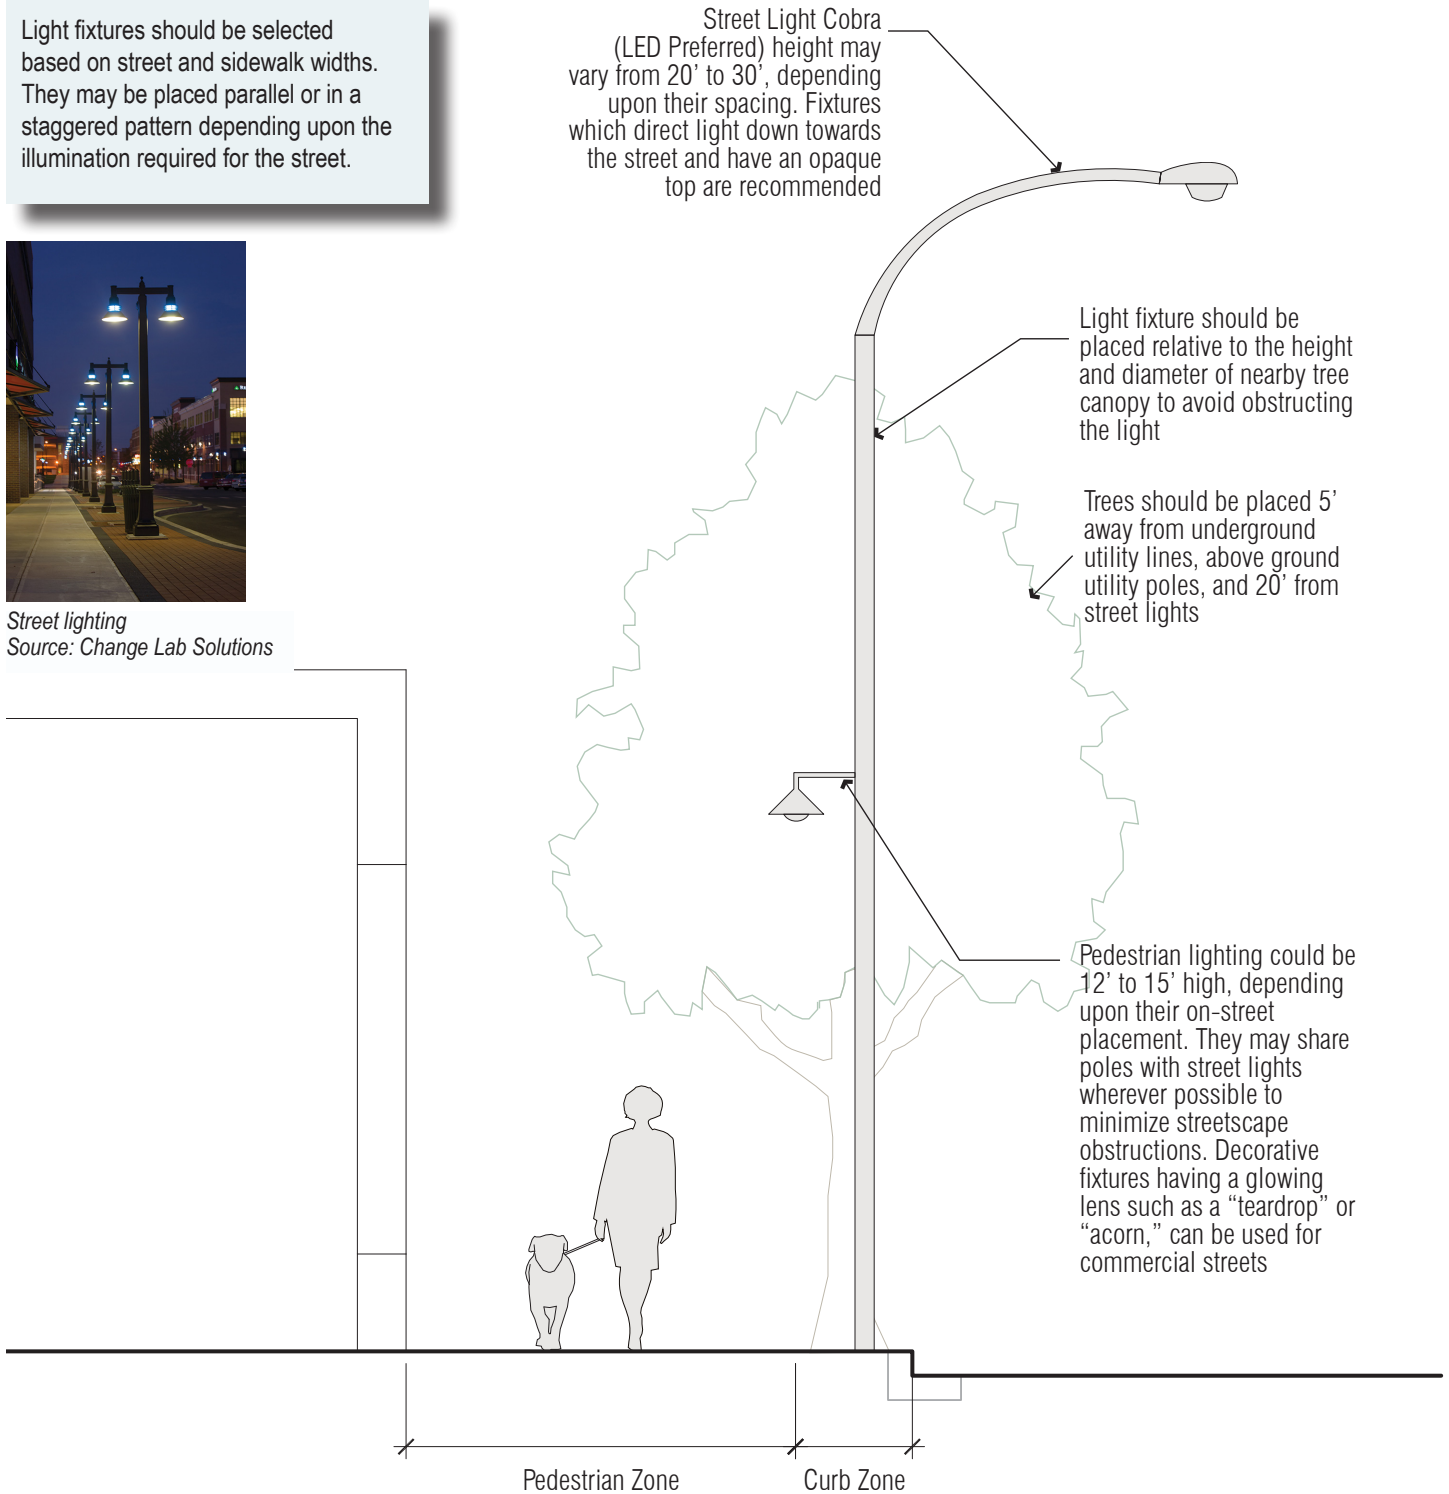 Light fixtures should be selected
based on street and sidewalk widths.
They may be placed parallel or in a
staggered pattern depending upon the
illumination required for the street.
Street Light Cobra
(LED Preferred) height may
vary from 20’ to 30’, depending
upon their spacing. Fixtures
which direct light down towards
the street and have an opaque
top are recommended
Light fixture should be
placed relative to the height
and diameter of nearby tree
canopy to avoid obstructing
the light
Trees should be placed 5’
away from underground
utility lines, above ground
utility poles, and 20’ from
street lights
Street lighting
Source: Change Lab Solutions
Pedestrian lighting could be
12’ to 15’ high, depending
upon their on-street
placement. They may share
poles with street lights
wherever possible to
minimize streetscape
obstructions. Decorative
fixtures having a glowing
lens such as a “teardrop” or
“acorn,” can be used for
commercial streets
Pedestrian Zone
Curb Zone